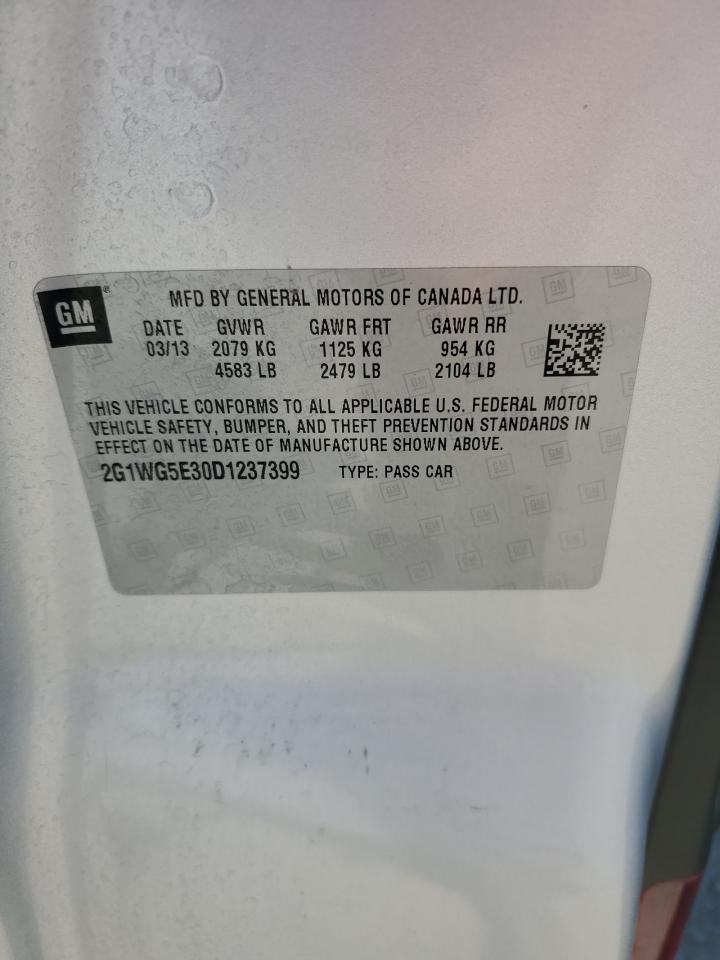 GM
MFD BY GENERAL MOTORS OF CANADA LTD.
DATE GVWR GAWR FRT GAWR RR
03/13 2079 KG 1125 KG 954 KG
4583 LB 2479 LB 2104 LB
THIS VEHICLE CONFORMS TO ALL APPLICABLE U.S. FEDERAL MOTOR
VEHICLE SAFETY, BUMPER, AND THEFT PREVENTION STANDARDS IN
EFFECT ON THE DATE OF MANUFACTURE SHOWN ABOVE.
2G1WG5E30D1237399 TYPE: PASS CAR